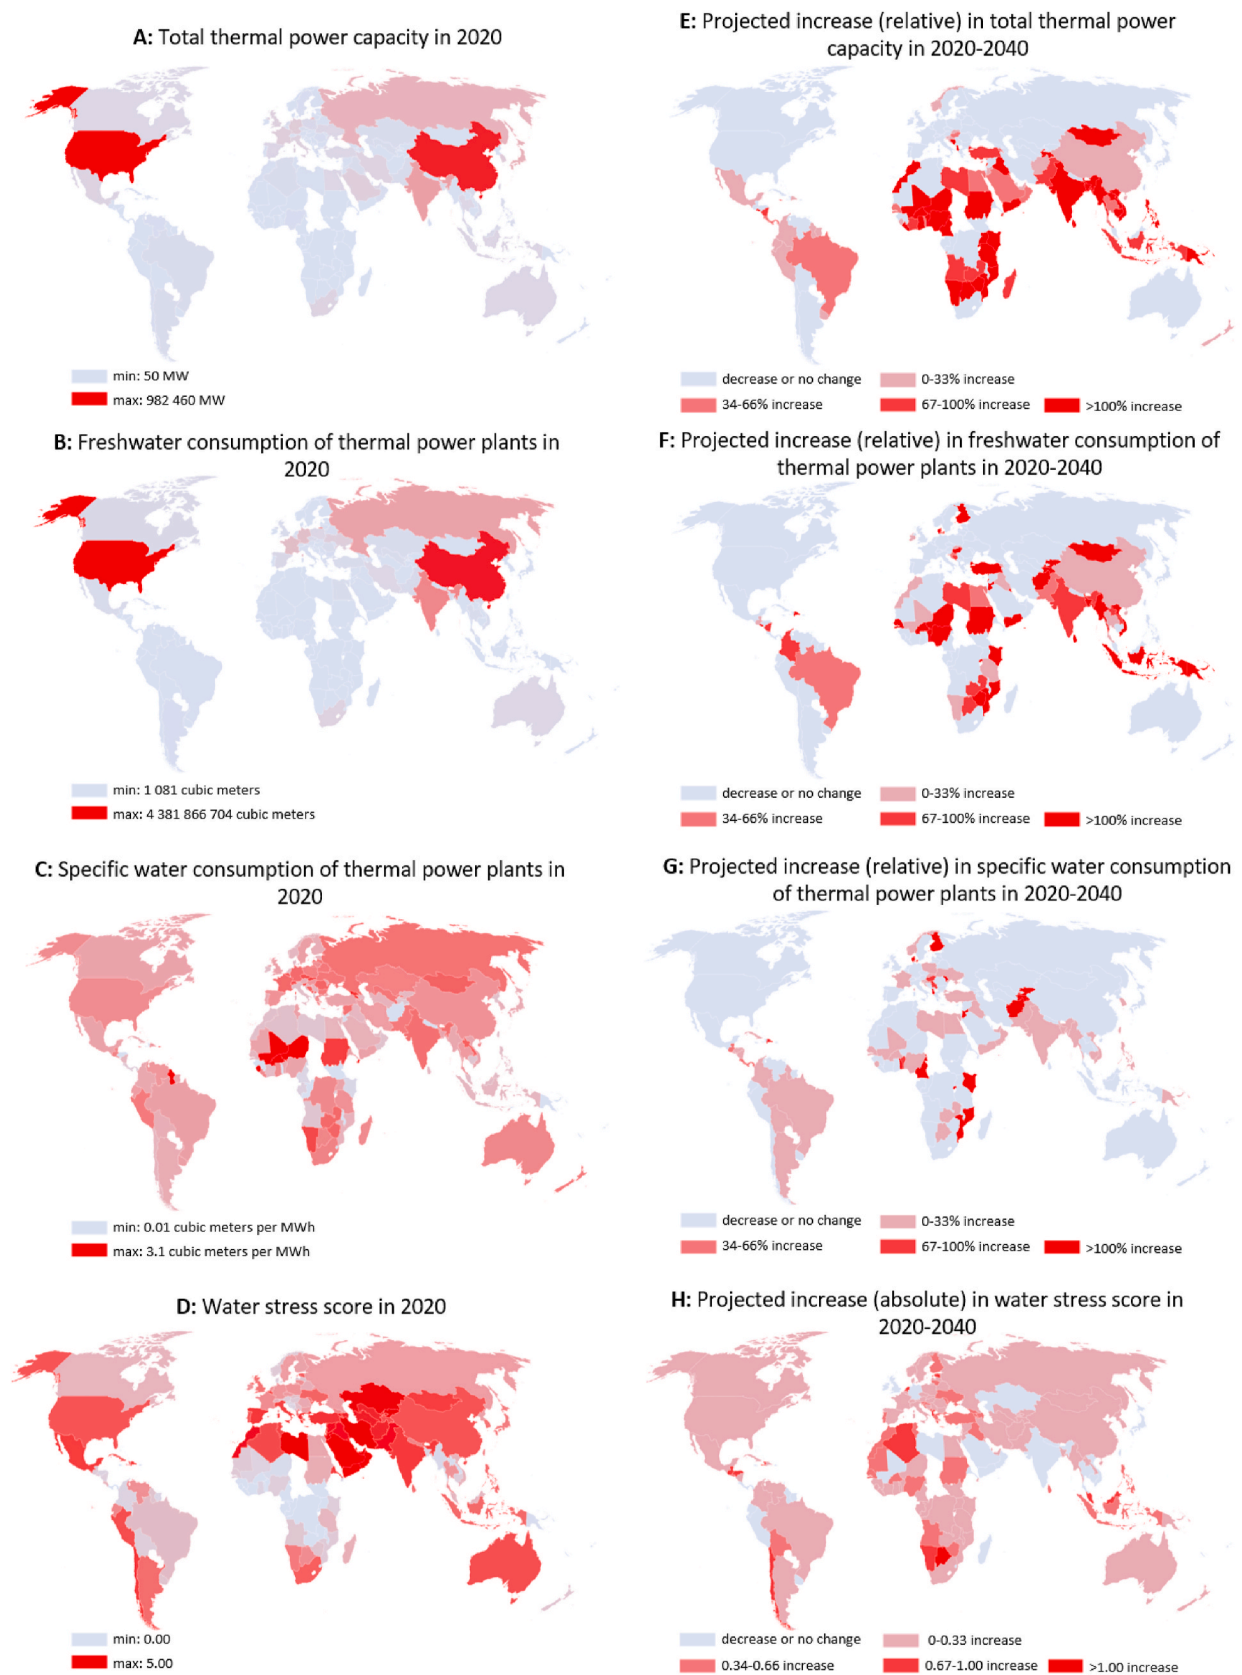 A: Total thermal power capacity in 2020
min: 50 MW
max: 982 460 MW
B: Freshwater consumption of thermal power plants in
2020
min: 1 081 cubic meters
max: 4 381 866 704 cubic meters
C: Specific water consumption of thermal power plants in
2020
min: 0.01 cubic meters per MWh
max: 3.1 cubic meters per MWh
D: Water stress score in 2020
min: 0.00
max: 5.00
E: Projected increase (relative) in total thermal power
capacity in 2020-2040
decrease or no change
0-33% increase
34-66% increase
67-100% increase
>100% increase
F: Projected increase (relative) in freshwater consumption of
thermal power plants in 2020-2040
decrease or no change
0-33% increase
34-66% increase
67-100% increase
>100% increase
G: Projected increase (relative) in specific water consumption
of thermal power plants in 2020-2040
decrease or no change
0-33% increase
34-66% increase
67-100% increase
>100% increase
H: Projected increase (absolute) in water stress score in
2020-2040
decrease or no change
0-0.33 increase
0.34-0.66 increase
0.67-1.00 increase
>1.00 increase